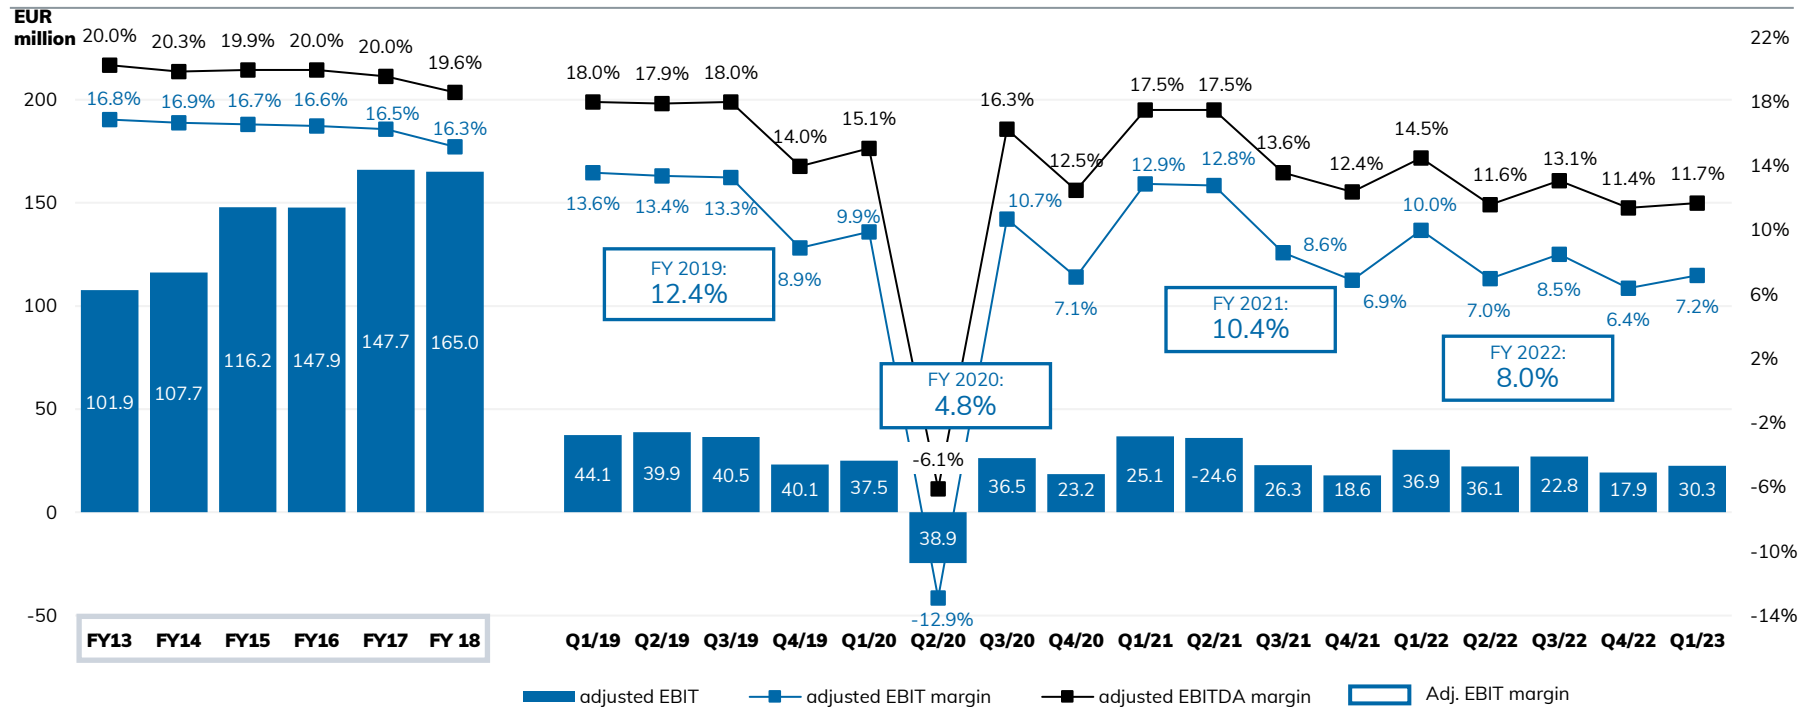 EUR
million
20.0% 20.3% 19.9% 20.0% 20.0% 19.6%
16.8% 16.9% 16.7% 16.6% 16.5% 16.3%
18.0% 17.9% 18.0% 14.0% 15.1% -6.1% 16.3% 12.5% 17.5% 17.5% 13.6% 12.4% 14.5% 11.6% 13.1% 11.4% 11.7%
13.6% 13.4% 13.3% 8.9% 9.9% -12.9% 10.7% 7.1% 12.9% 12.8% 8.6% 6.9% 10.0% 7.0% 8.5% 6.4% 7.2%
FY 2019:
12.4%
FY 2020:
4.8%
FY 2021:
10.4%
FY 2022:
8.0%
101.9 107.7 116.2 147.9 147.7 165.0
44.1 39.9 40.5 40.1 37.5 38.9 36.5 23.2 25.1 -24.6 26.3 18.6 36.9 36.1 22.8 17.9 30.3
200
150
100
50
0
-50
22%
18%
14%
10%
6%
2%
-2%
-6%
-10%
-14%
FY13 FY14 FY15 FY16 FY17 FY 18 Q1/19 Q2/19 Q3/19 Q4/19 Q1/20 Q2/20 Q3/20 Q4/20 Q1/21 Q2/21 Q3/21 Q4/21 Q1/22 Q2/22 Q3/22 Q4/22 Q1/23
adjusted EBIT adjusted EBIT margin adjusted EBITDA margin Adj. EBIT margin